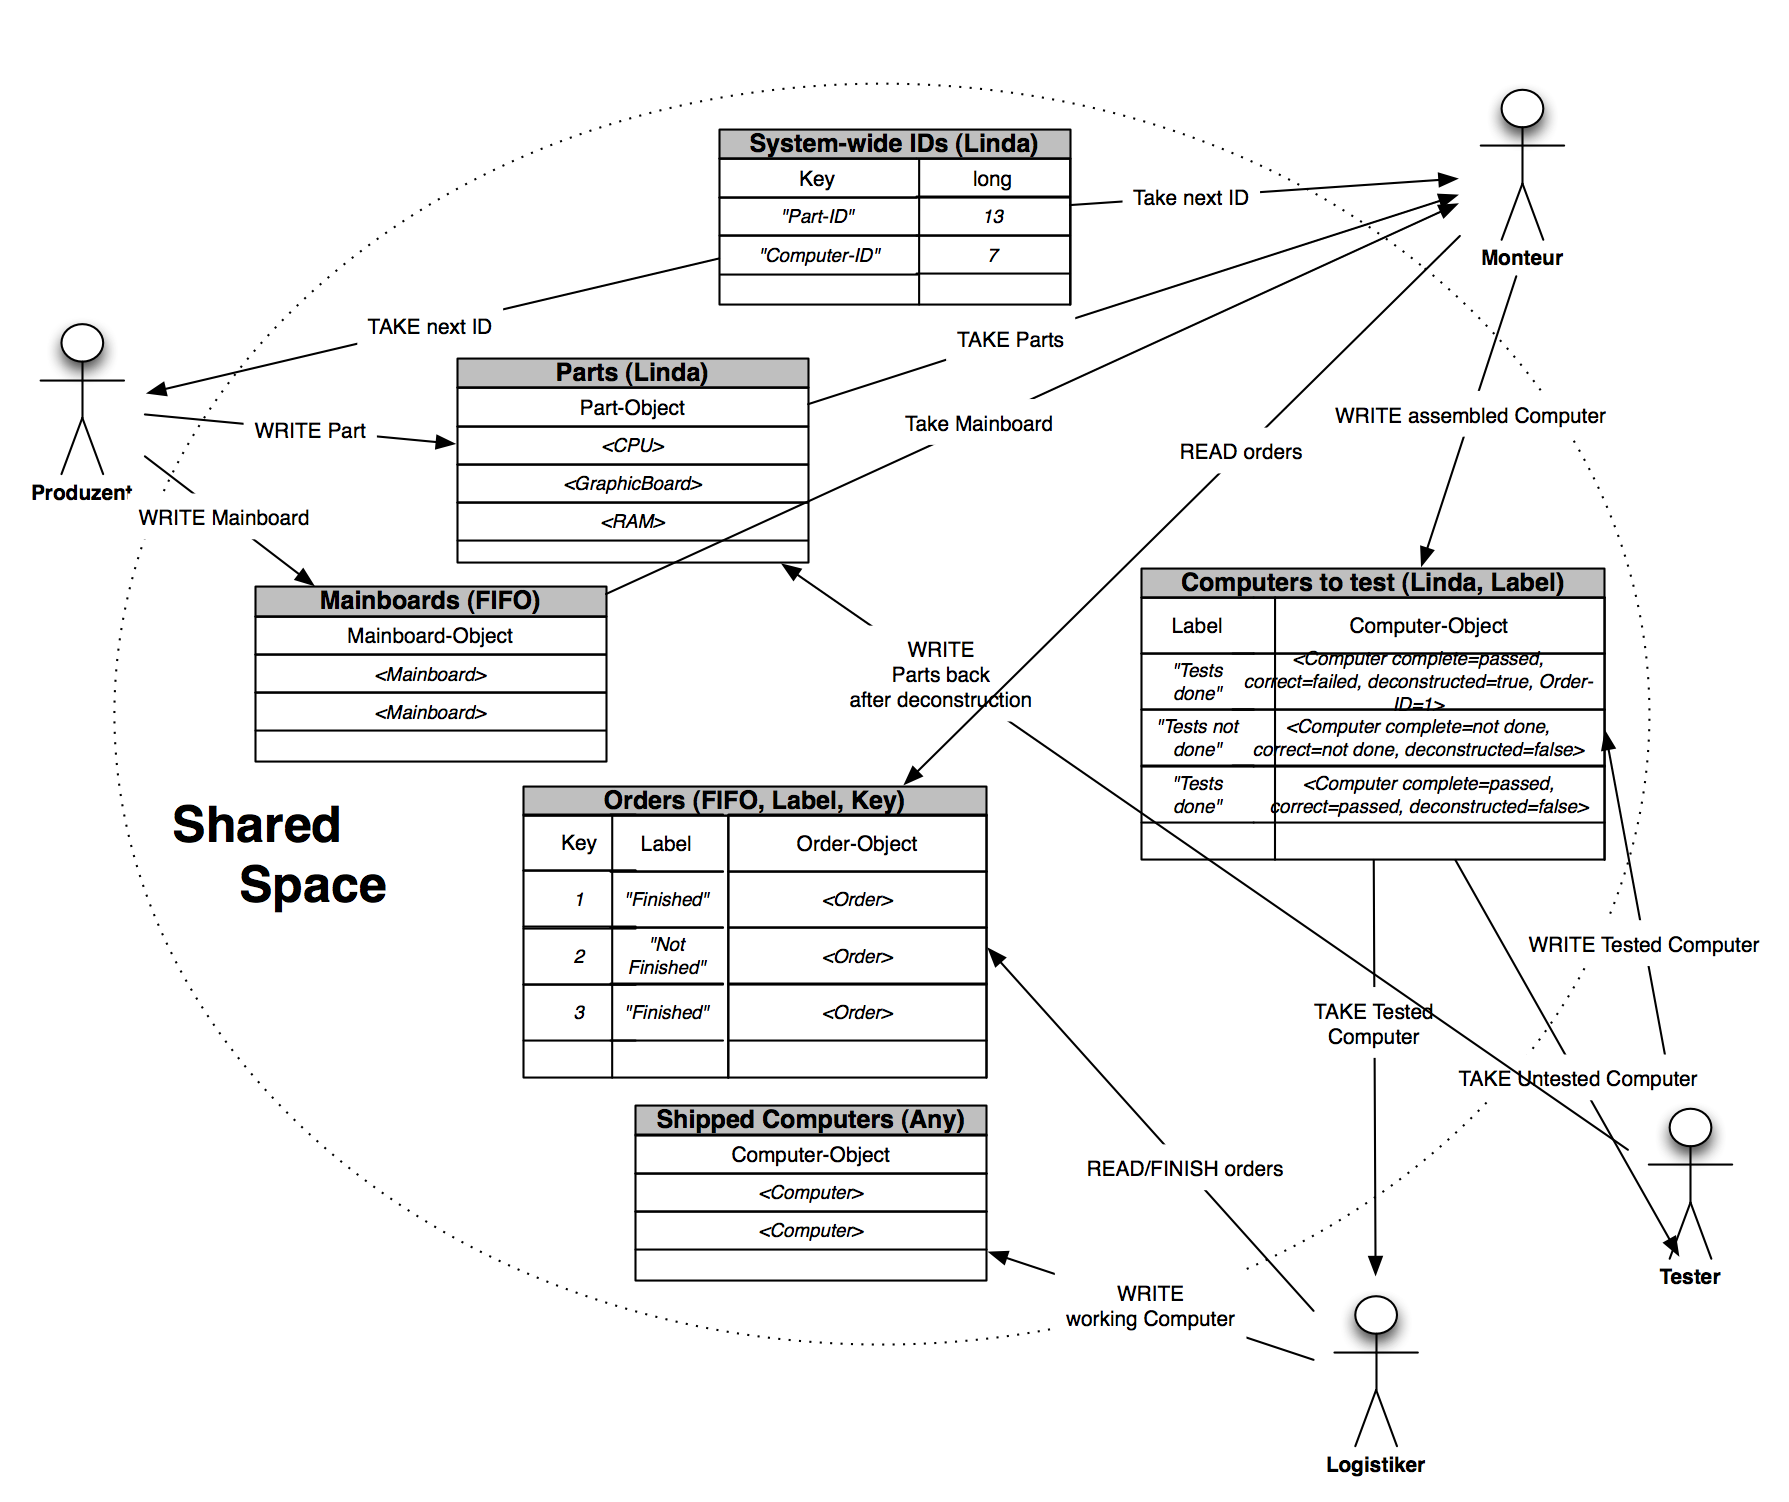 System-wide IDs (Linda)
Key long
"Part-ID" 13
"Computer-ID" 7
Take next ID
Monteur
TAKE next ID
TAKE Parts
Produzent
Parts (Linda)
Part-Object
<CPU>
<GraphicBoard>
<RAM>
WRITE Part
Take Mainboard
READ orders
WRITE assembled Computer
WRITE Mainboard
Mainboards (FIFO)
Mainboard-Object
<Mainboard>
<Mainboard>
WRITE
Parts back
after deconstruction
Computers to test (Linda, Label)
Label Computer-Object
"Tests
done"
<Computer complete=passed,
correct=failed, deconstructed=true, Order-
ID=1>
"Tests not
done"
<Computer complete=not done,
correct=not done, deconstructed=false>
"Tests
done"
<Computer complete=passed,
correct=passed, deconstructed=false>
Shared
Space
Orders (FIFO, Label, Key)
Key Label Order-Object
1 "Finished" <Order>
2 "Not
Finished" <Order>
3 "Finished" <Order>
WRITE Tested Computer
TAKE Tested
Computer
TAKE Untested Computer
Shipped Computers (Any)
Computer-Object
<Computer>
<Computer>
READ/FINISH orders
WRITE
working Computer
Tester
Logistiker